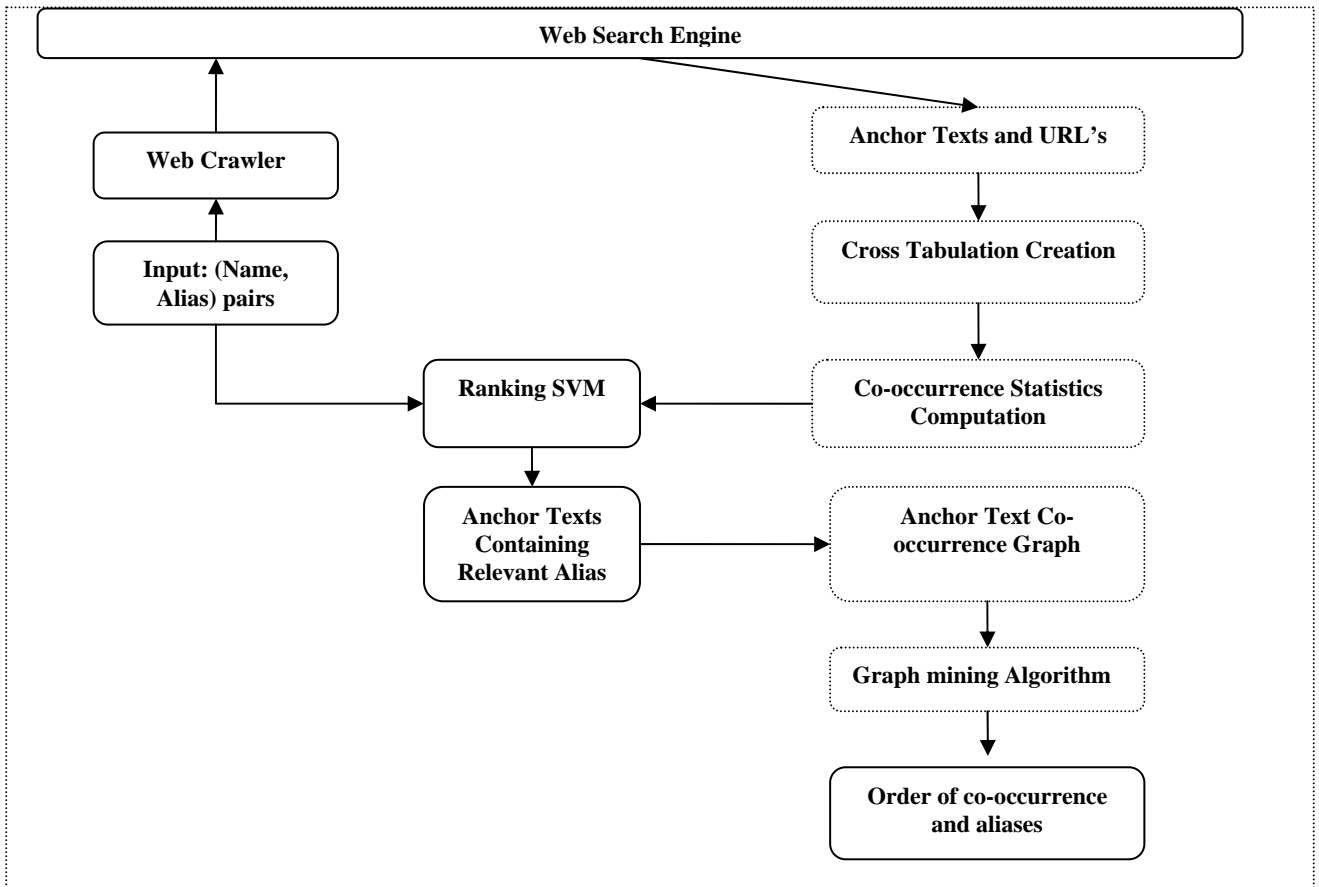 Web Search Engine
Anchor Texts and URL’s
Web Crawler
Cross Tabulation Creation
Input: (Name,
Alias) pairs
Ranking SVM
Co-occurrence Statistics
Computation
Anchor Texts
Containing
Relevant Alias
Anchor Text Co-
occurrence Graph
Graph mining Algorithm
Order of co-occurrence
and aliases